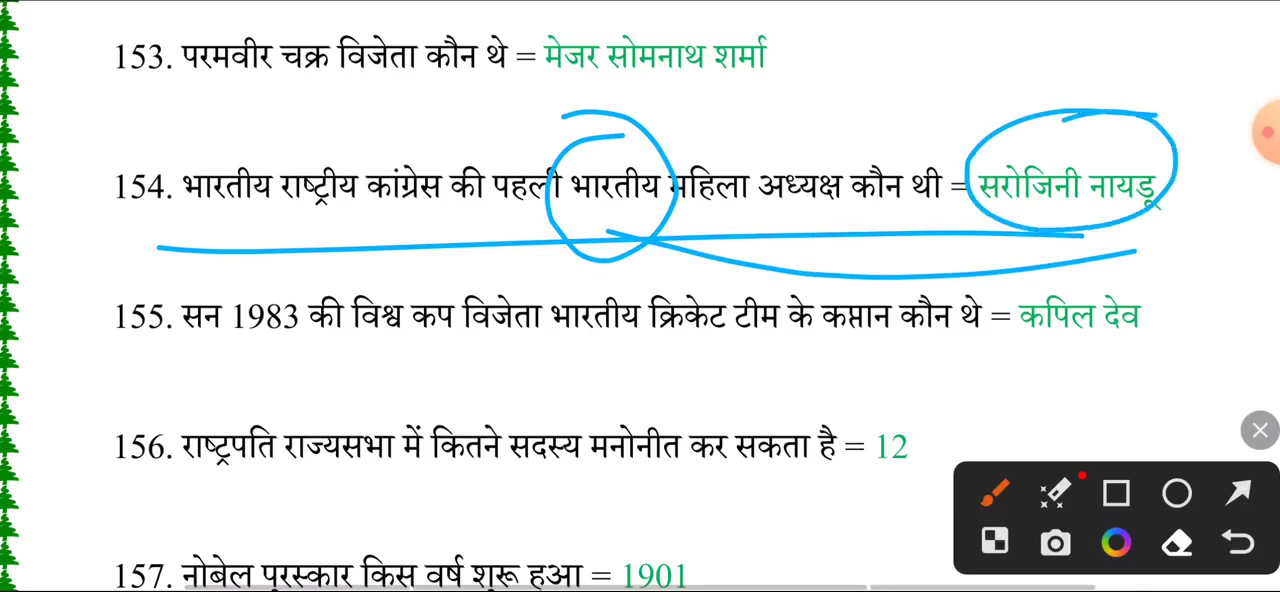 153. परमवीर चक्र विजेता कौन थे = मेजर सोमनाथ शर्मा
154. भारतीय राष्ट्रीय कांग्रेस की पहली भारतीय महिला अध्यक्ष कौन थी = सरोजिनी नायडू
155. सन 1983 की विश्व कप विजेता भारतीय क्रिकेट टीम के कप्तान कौन थे = कपिल देव
156. राष्ट्रपति राज्यसभा में कितने सदस्य मनोनीत कर सकता है = 12
157. नोबेल पुरस्कार किस वर्ष शुरू हुआ = 1901